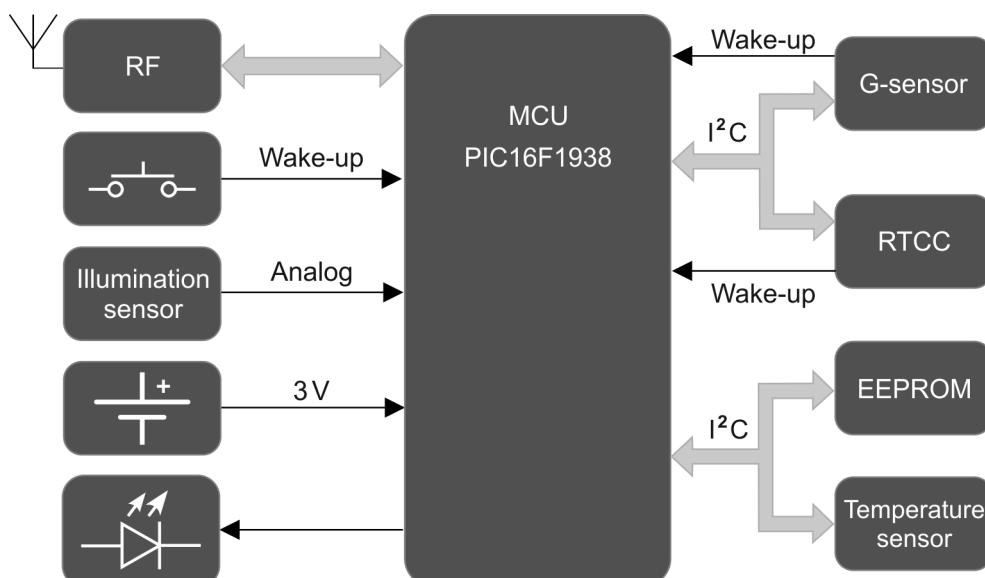 RF
Wake-up
Illumination
sensor
Analog
+
3 V
MCU
PIC16F1938
Wake-up
G-sensor
I²C
RTCC
Wake-up
EEPROM
I²C
Temperature
sensor